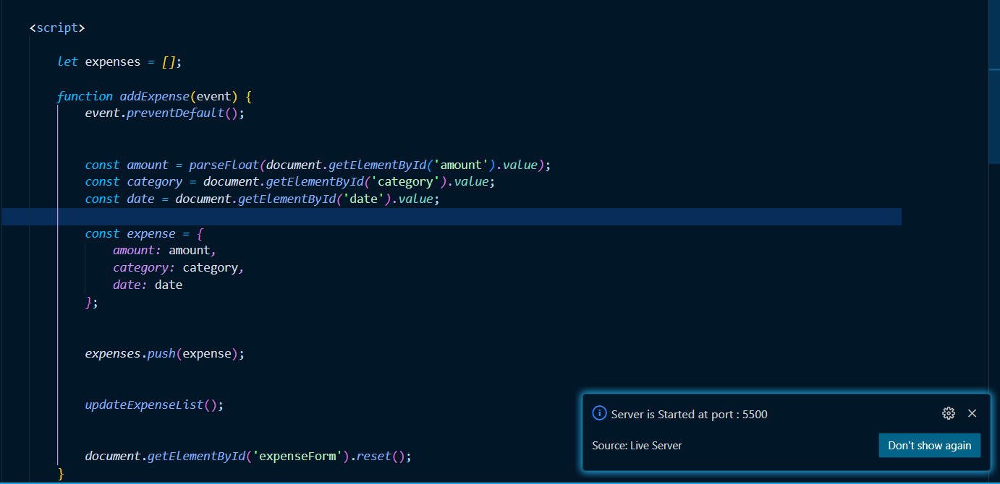 <script>
let expenses = [];
function addExpense(event) {
event.preventDefault();
const amount = parseFloat(document.getElementById('amount').value);
const category = document.getElementById('category').value;
const date = document.getElementById('date').value;
const expense = {
amount: amount,
category: category,
date: date
};
expenses.push(expense);
updateExpenseList();
document.getElementById('expenseForm').reset();
}
Server is Started at port : 5500
Source: Live Server
Don't show again